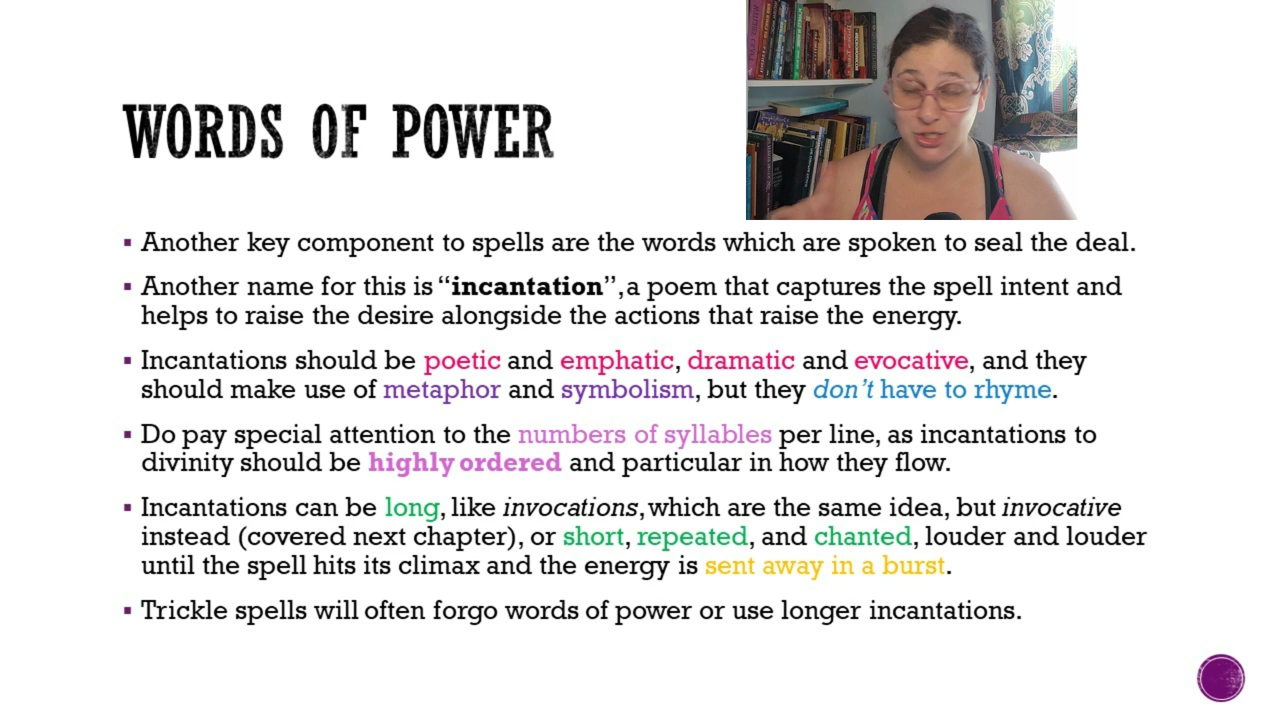 WORDS OF POWER
▪ Another key component to spells are the words which are spoken to seal the deal.
▪ Another name for this is “incantation”, a poem that captures the spell intent and
helps to raise the desire alongside the actions that raise the energy.
▪ Incantations should be poetic and emphatic, dramatic and evocative, and they
should make use of metaphor and symbolism, but they don’t have to rhyme.
▪ Do pay special attention to the numbers of syllables per line, as incantations to
divinity should be highly ordered and particular in how they flow.
▪ Incantations can be long, like invocations, which are the same idea, but invocative
instead (covered next chapter), or short, repeated, and chanted, louder and louder
until the spell hits its climax and the energy is sent away in a burst.
▪ Trickle spells will often forgo words of power or use longer incantations.